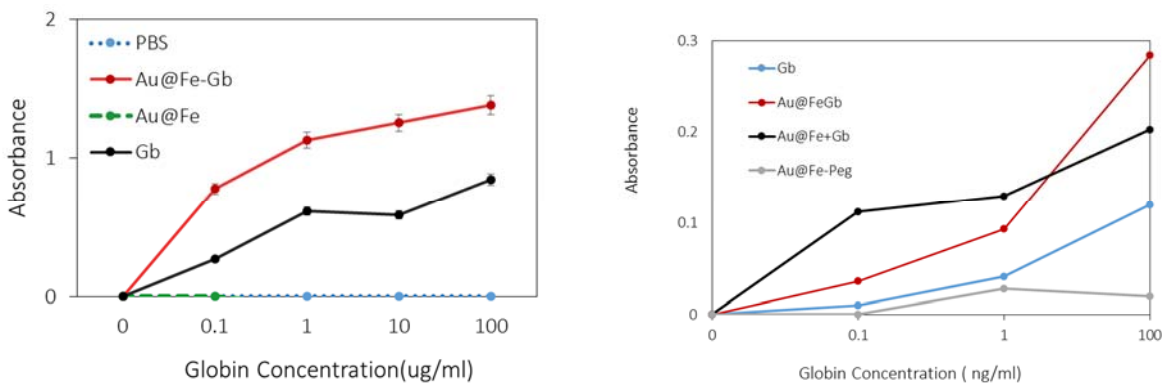 2
1
0
Absorbance
PBS
Au@Fe-Gb
Au@Fe
Gb
0 0.1 1 10 100
Globin Concentration(ug/ml)
0.3
0.2
0.1
0
Absorbance
Gb
Au@FeGb
Au@Fe+Gb
Au@Fe-Peg
0 0.1 1 100
Globin Concentration ( ng/ml)